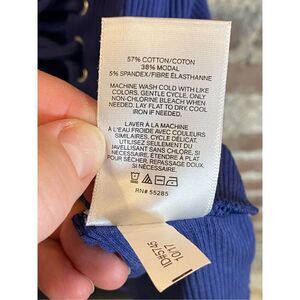 57% COTTON/COTON
38% MODAL
5% SPANDEX/FIBRE ÉLASTHANNE
MACHINE WASH COLD WITH LIKE
COLORS. GENTLE CYCLE. ONLY
NON-CHLORINE BLEACH WHEN
NEEDED. LAY FLAT TO DRY. COOL
IRON IF NEEDED.
LAVER À LA MACHINE
À L'EAU FROIDE AVEC COULEURS
SIMILAIRES. CYCLE DÉLICAT.
UTILISEZ SEULEMENT DU
JAVELLISANT SANS CHLORE, SI
NÉCESSAIRE. ÉTENDRE À PLAT
POUR SÉCHER. REPASSAGE DOUX,
SI NÉCESSAIRE.
RN# 55285
10/17